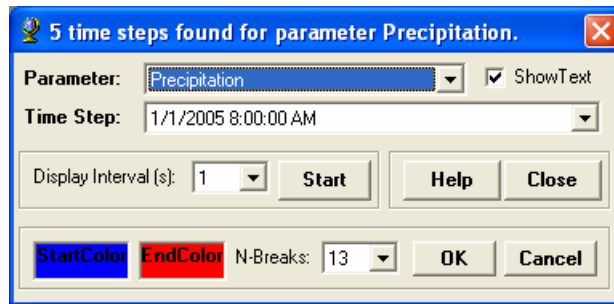 5 time steps found for parameter Precipitation.
Parameter: Precipitation ShowText
Time Step: 1/1/2005 8:00:00 AM
Display Interval (s): 1 Start Help Close
StartColor EndColor N-Breaks: 13 OK Cancel